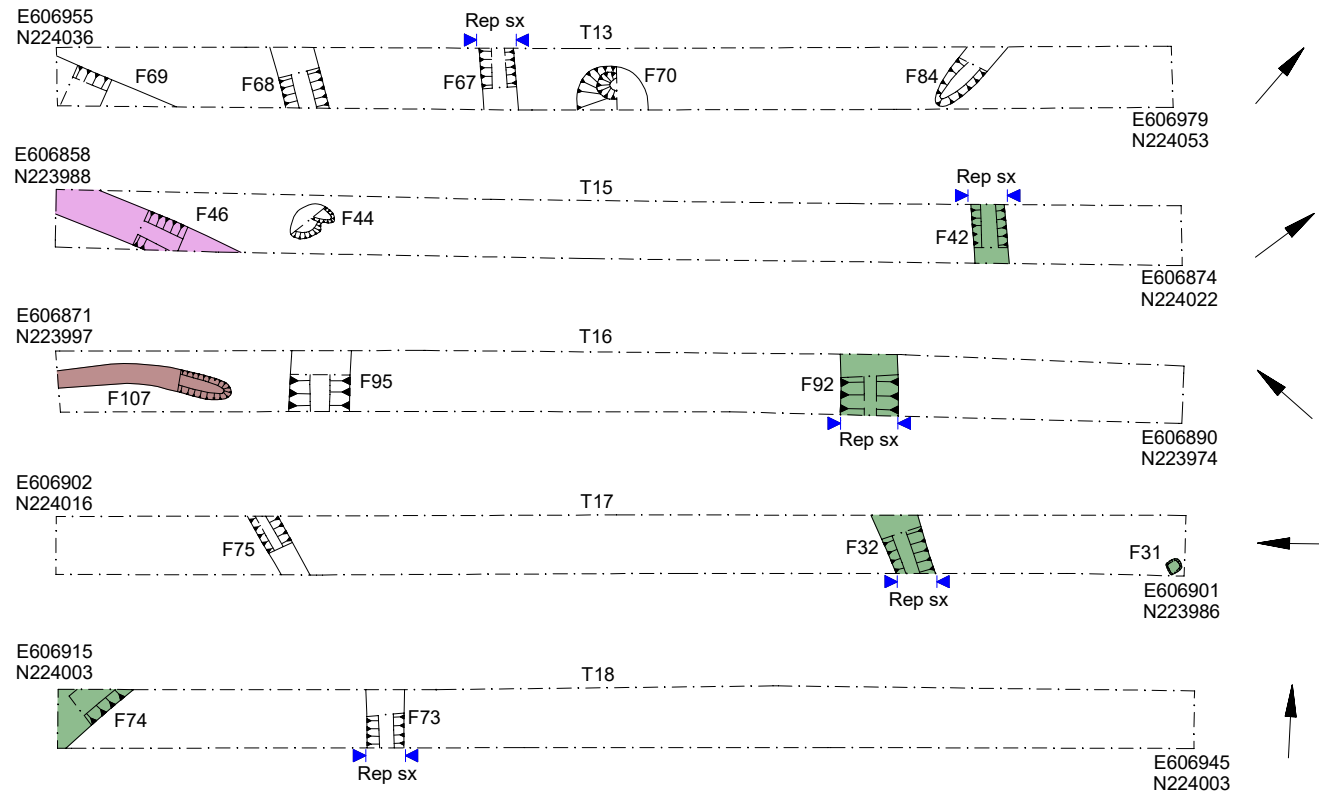 E606955
N224036
Rep sx
T13
F69
F68
F67
F70
F84
E606979
N224053
E606858
N223988
T15
Rep sx
F46
F44
F42
E606874
N224022
E606871
N223997
T16
F107
F95
F92
Rep sx
E606890
N223974
E606902
N224016
T17
F75
F32
F31
Rep sx
E606901
N223986
E606915
N224003
T18
F74
F73
Rep sx
E606945
N224003